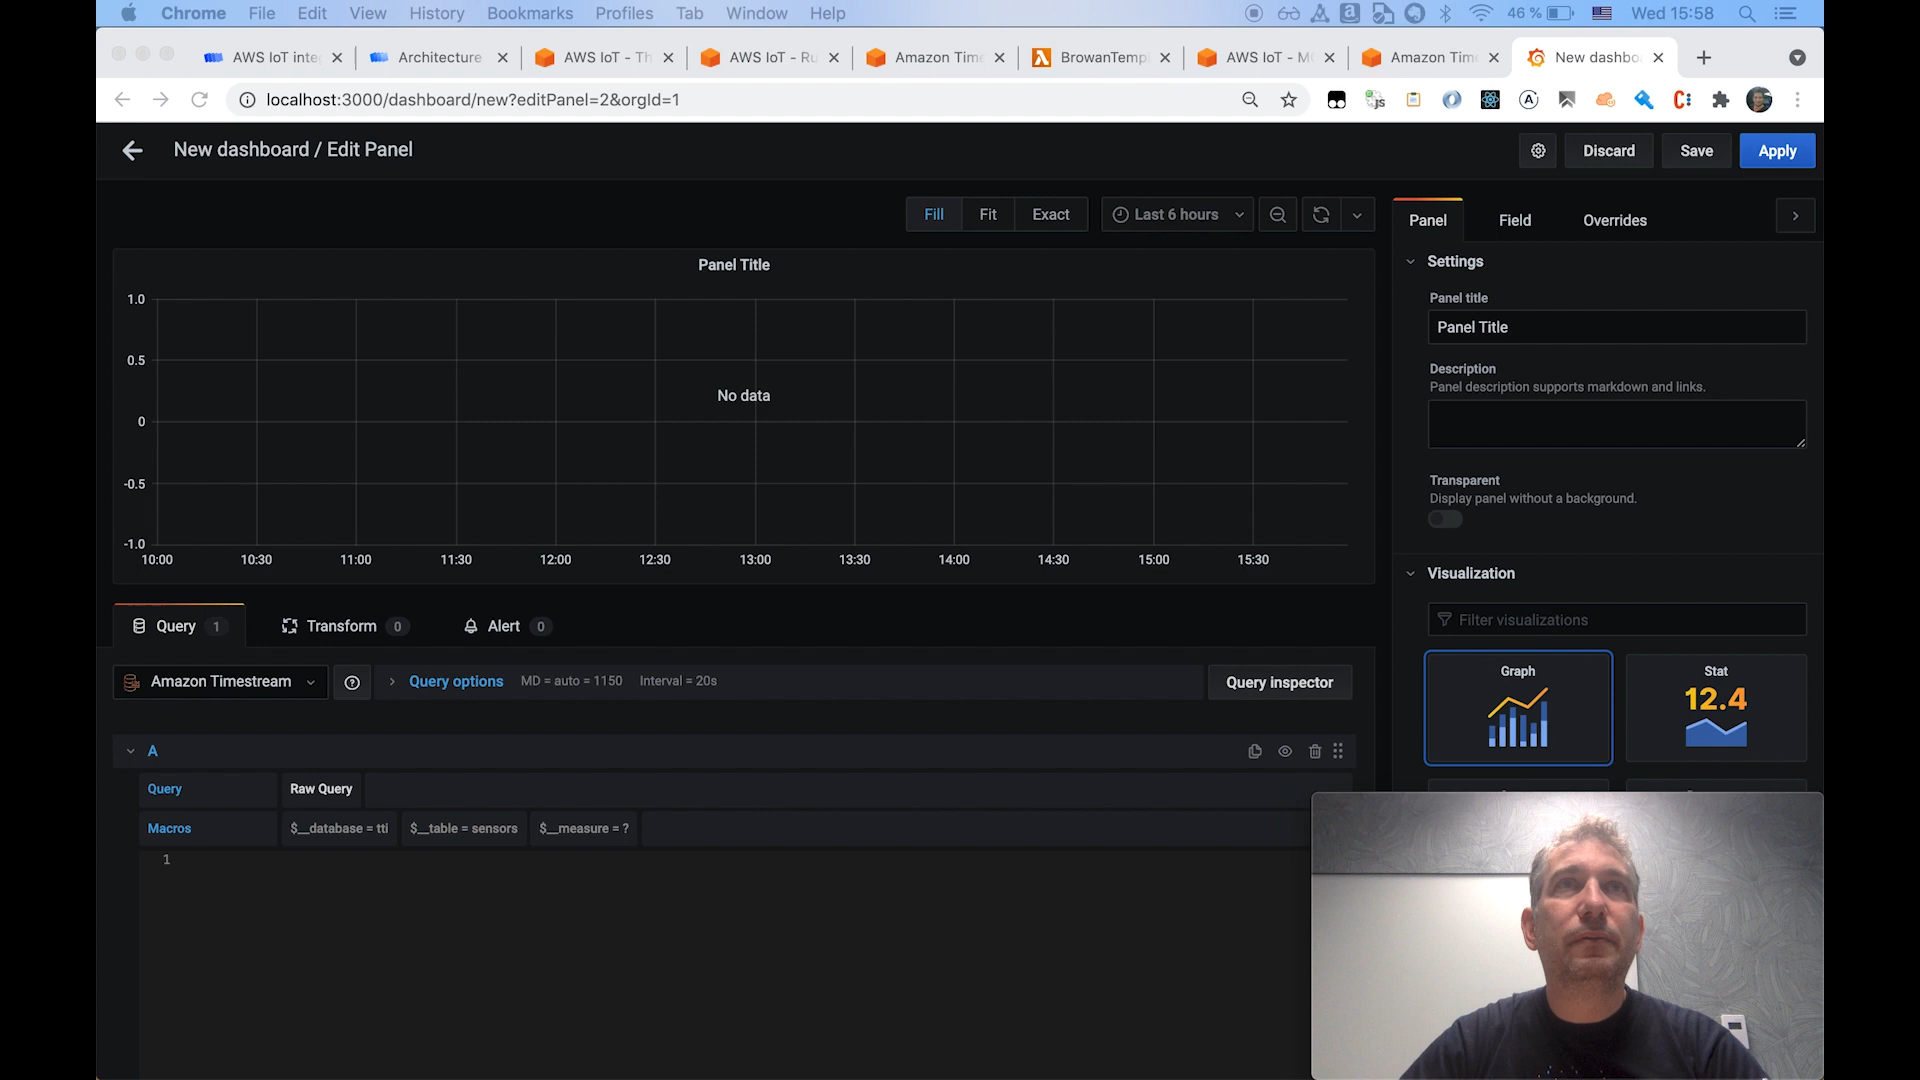 Chrome File Edit View History Bookmarks Profiles Tab Window Help 46 % Wed 15:58
AWS IoT inte Architecture AWS IoT - Th AWS IoT - Ru Amazon Time BrowanTempl AWS IoT - MQ Amazon Time New dashbo
localhost:3000/dashboard/new?editPanel=2&orgId=1
New dashboard / Edit Panel
Discard Save Apply
Fill Fit Exact Last 6 hours
Panel Field Overrides
Panel Title
1.0
0.5
0
-0.5
-1.0
No data
10:00 10:30 11:00 11:30 12:00 12:30 13:00 13:30 14:00 14:30 15:00 15:30
Settings
Panel title
Panel Title
Description
Panel description supports markdown and links.
Transparent
Display panel without a background.
Visualization
Filter visualizations
Graph Stat
12.4
Query 1 Transform 0 Alert 0
Amazon Timestream Query options MD = auto = 1150 Interval = 20s Query inspector
A
Query Raw Query
Macros $__database = tti $__table = sensors $__measure = ?
1